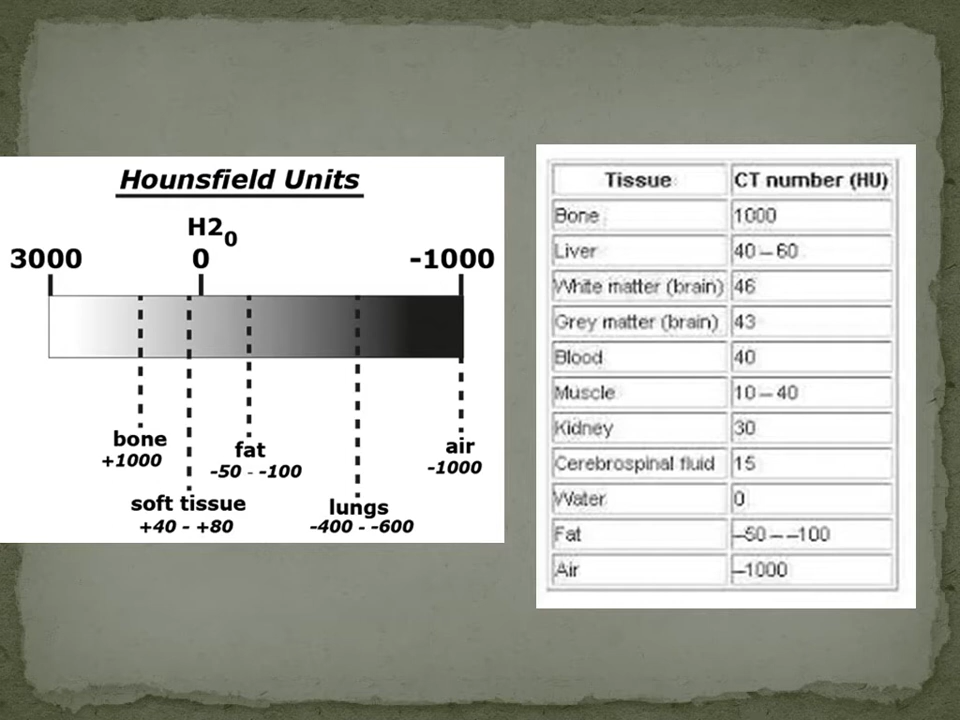 Hounsfield Units
H20
3000 0 -1000
bone
+1000
fat
-50 - -100
air
-1000
soft tissue
+40 - +80
lungs
-400 - -600
Tissue CT number (HU)
Bone 1000
Liver 40 – 60
White matter (brain) 46
Grey matter (brain) 43
Blood 40
Muscle 10 – 40
Kidney 30
Cerebrospinal fluid 15
Water 0
Fat –50 – –100
Air –1000